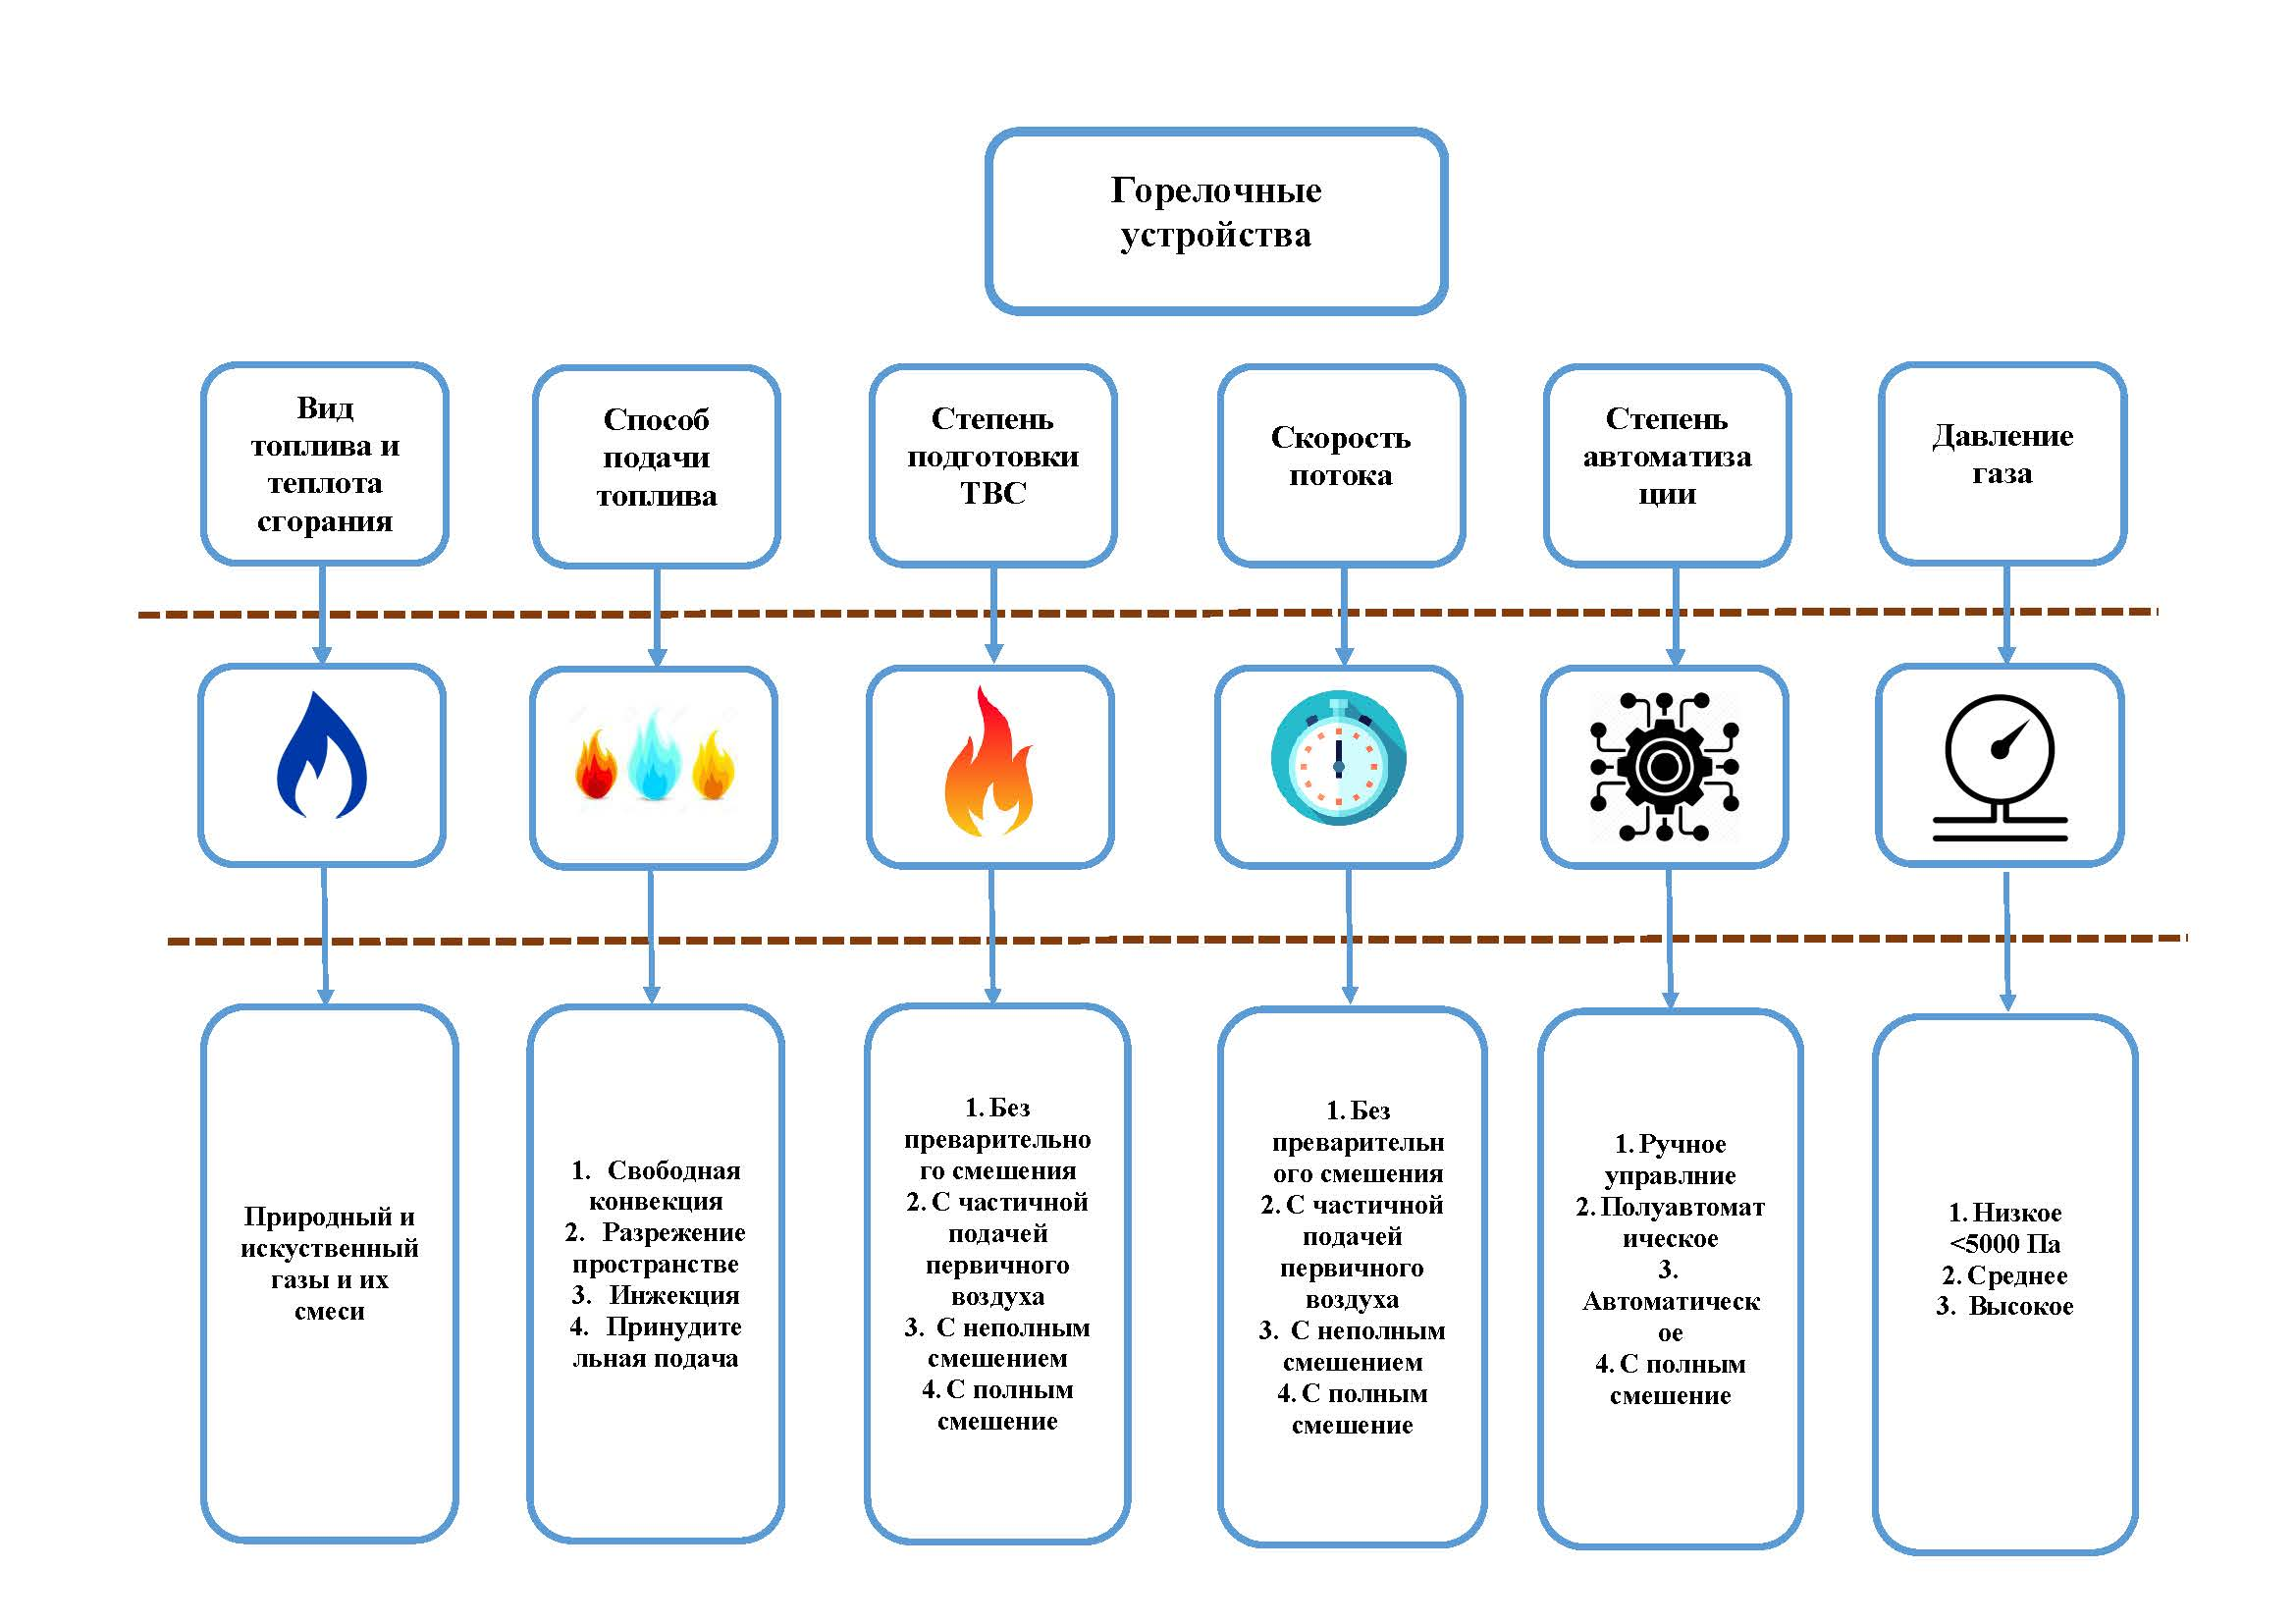 Горелочные
устройства
Вид
топлива и
теплота
сгорания
Способ
подачи
топлива
Степень
подготовки
ТВС
Скорость
потока
Степень
автоматиза
ции
Давление
газа
Природный и
искуственный
газы и их
смеси
1. Свободная
конвекция
2. Разрежение
пространстве
3. Инжекция
4. Принудите
льная подача
1. Без
преварительно
го смешения
2. С частичной
подачей
первичного
воздуха
3. С неполным
смешением
4. С полным
смешение
1. Без
преварительн
ого смешения
2. С частичной
подачей
первичного
воздуха
3. С неполным
смешением
4. С полным
смешение
1. Ручное
управлние
2. Полуавтомат
ическое
3.
Автоматическ
ое
4. С полным
смешение
1. Низкое
<5000 Па
2. Среднее
3. Высокое